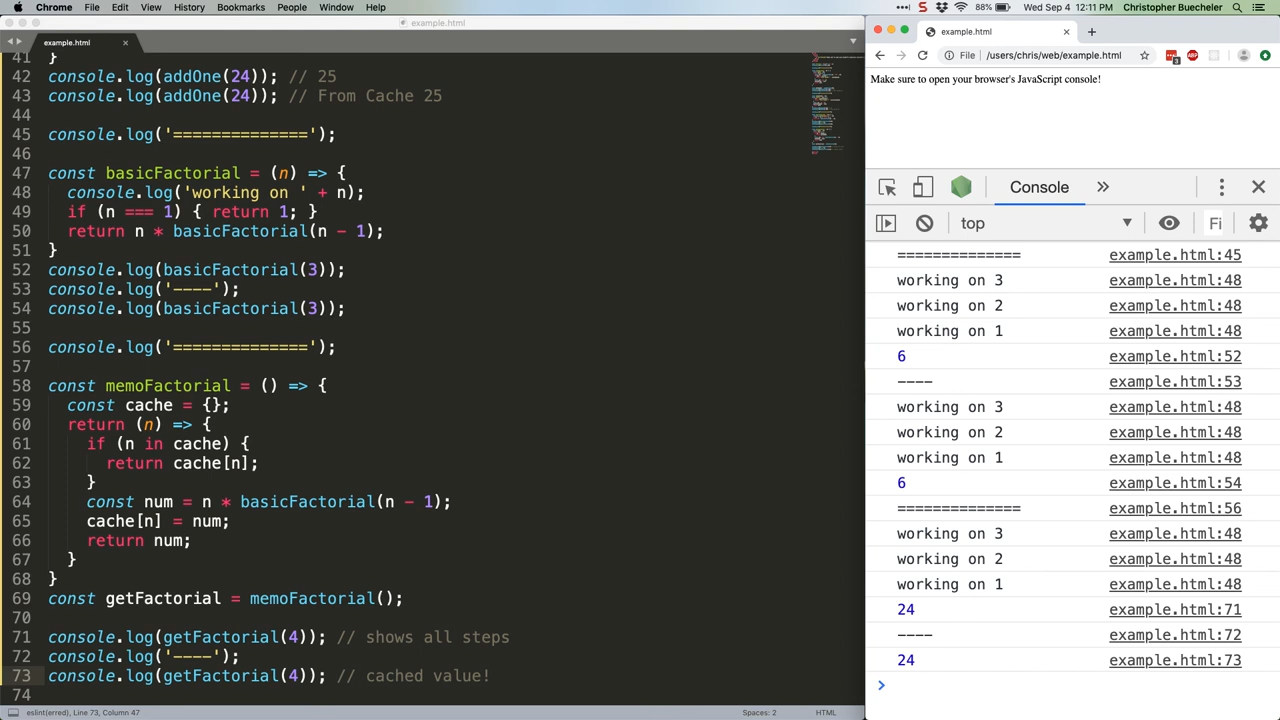 Chrome File Edit View History Bookmarks People Window Help 88% Wed Sep 4 12:11 PM Christopher Buecheler
example.html
example.html
41 }
42 console.log(addOne(24)); // 25
43 console.log(addOne(24)); // From Cache 25
44
45 console.log('==============');
46
47 const basicFactorial = (n) => {
48 console.log('working on ' + n);
49 if (n === 1) { return 1; }
50 return n * basicFactorial(n - 1);
51 }
52 console.log(basicFactorial(3));
53 console.log('----');
54 console.log(basicFactorial(3));
55
56 console.log('==============');
57
58 const memoFactorial = () => {
59 const cache = {};
60 return (n) => {
61 if (n in cache) {
62 return cache[n];
63 }
64 const num = n * basicFactorial(n - 1);
65 cache[n] = num;
66 return num;
67 }
68 }
69 const getFactorial = memoFactorial();
70
71 console.log(getFactorial(4)); // shows all steps
72 console.log('----');
73 console.log(getFactorial(4)); // cached value!
74
eslint(erred), Line 73, Column 47 Spaces: 2 HTML
example.html
File /users/chris/web/example.html
Make sure to open your browser's JavaScript console!
Console
top Fi
============== example.html:45
working on 3 example.html:48
working on 2 example.html:48
working on 1 example.html:48
6 example.html:52
---- example.html:53
working on 3 example.html:48
working on 2 example.html:48
working on 1 example.html:48
6 example.html:54
============== example.html:56
working on 3 example.html:48
working on 2 example.html:48
working on 1 example.html:48
24 example.html:71
---- example.html:72
24 example.html:73